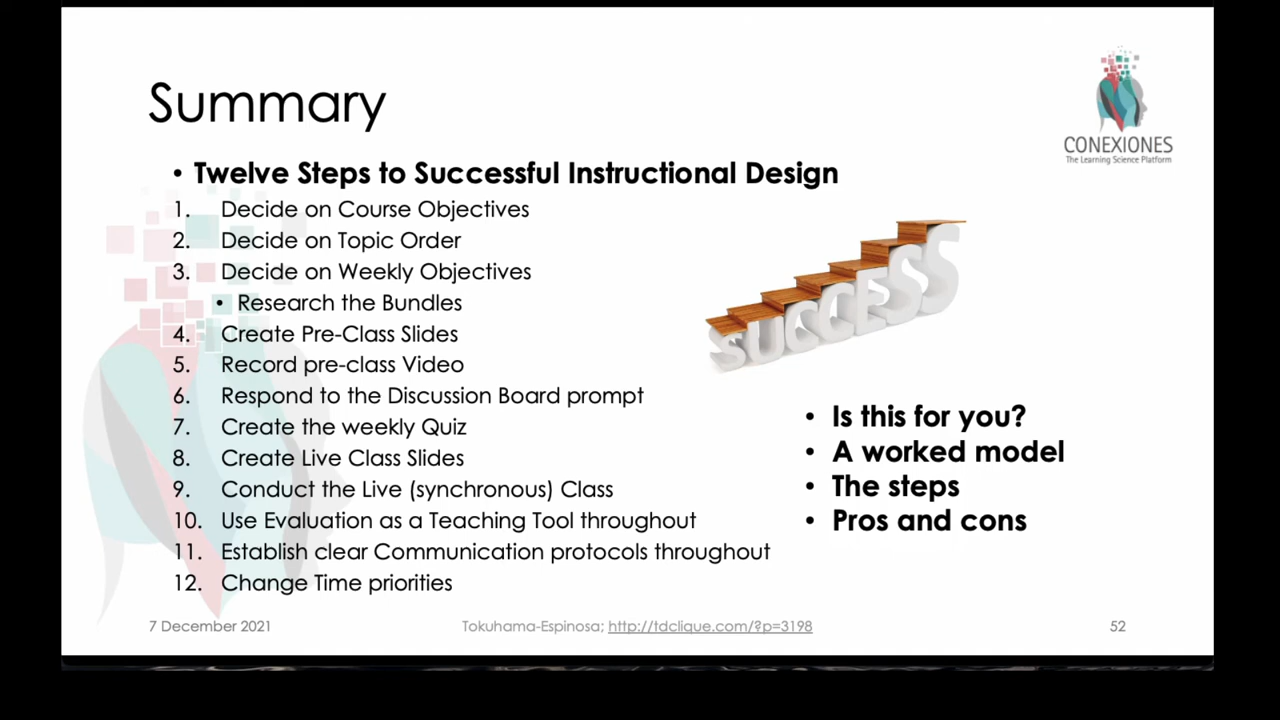 Summary
CONEXIONES
The Learning Science Platform
• Twelve Steps to Successful Instructional Design
1. Decide on Course Objectives
2. Decide on Topic Order
3. Decide on Weekly Objectives
• Research the Bundles
4. Create Pre-Class Slides
5. Record pre-class Video
6. Respond to the Discussion Board prompt
7. Create the weekly Quiz
8. Create Live Class Slides
9. Conduct the Live (synchronous) Class
10. Use Evaluation as a Teaching Tool throughout
11. Establish clear Communication protocols throughout
12. Change Time priorities
SUCCESS
• Is this for you?
• A worked model
• The steps
• Pros and cons
7 December 2021
Tokuhama-Espinosa; http://tdclique.com/?p=3198
52